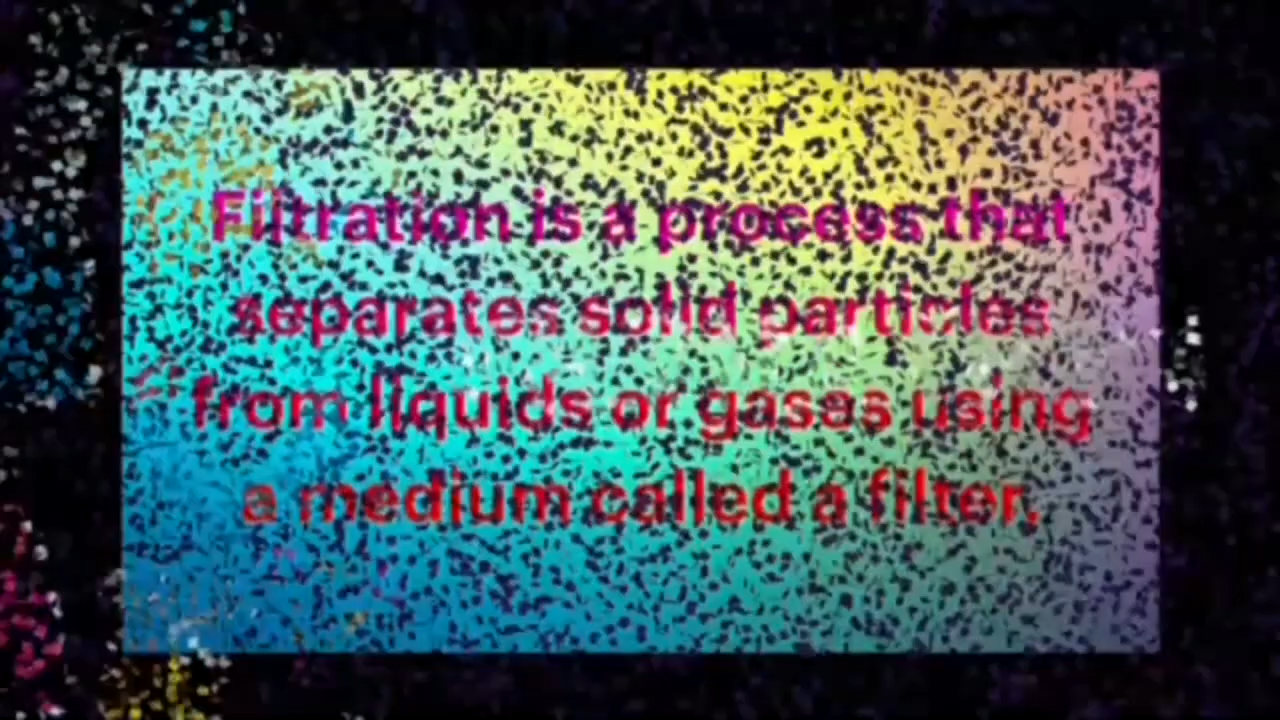 Filtration is a process that
separates solid particles
from liquids or gases using
a medium called a filter.